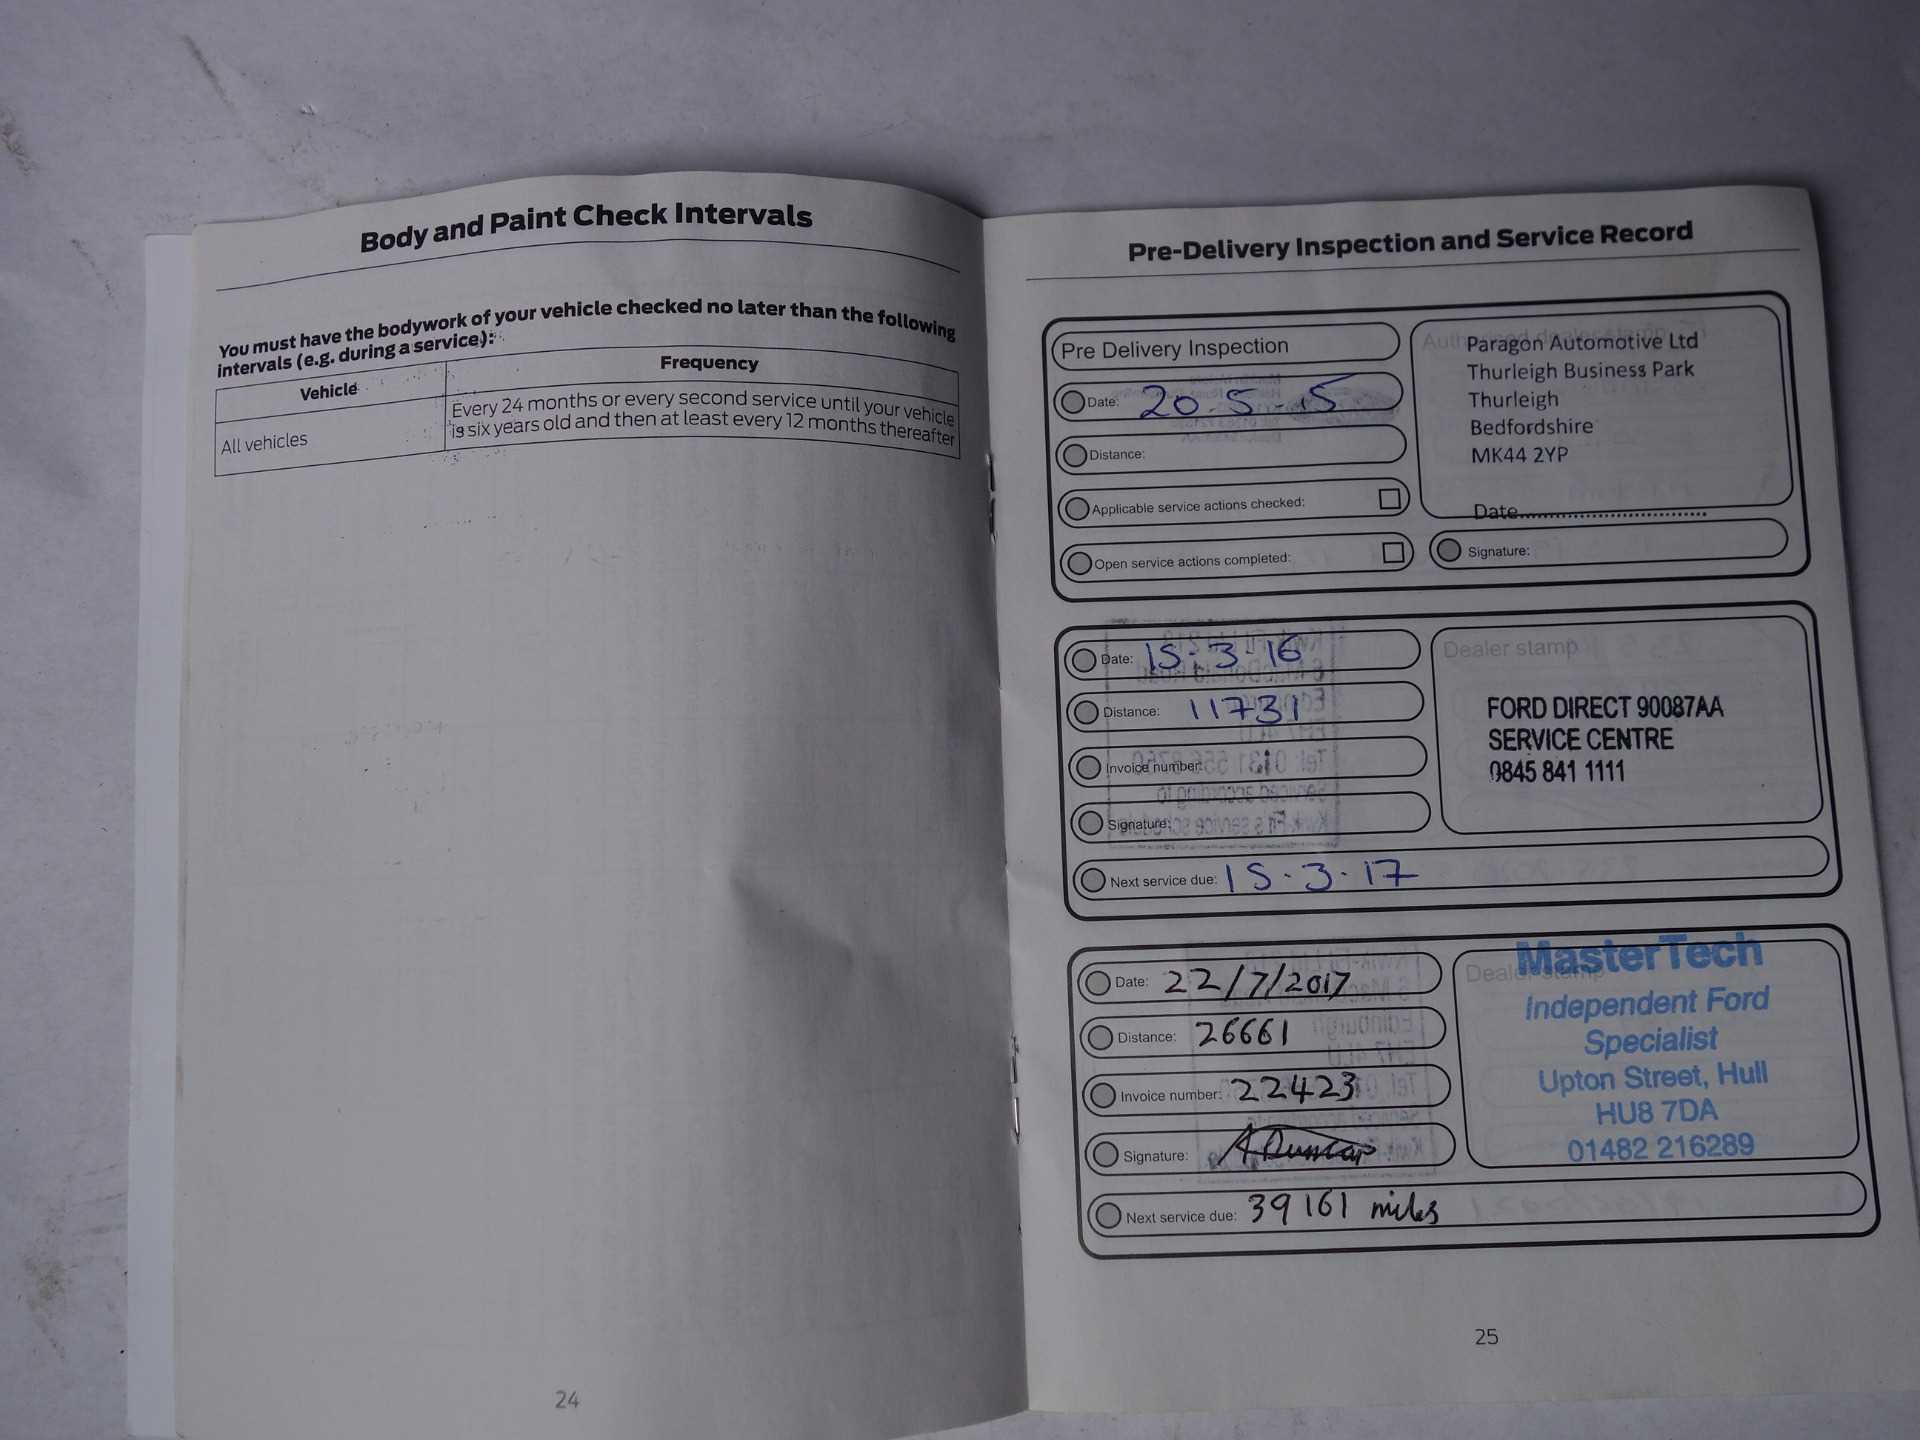 Body and Paint Check Intervals
You must have the bodywork of your vehicle checked no later than the following
intervals (e.g. during a service):
Vehicle
Frequency
All vehicles
Every 24 months or every second service until your vehicle
is six years old and then at least every 12 months thereafter
24
Pre-Delivery Inspection and Service Record
Pre Delivery Inspection
Date: 20.5.15
Distance:
Applicable service actions checked:
Open service actions completed:
Authorised dealer stamp
Paragon Automotive Ltd
Thurleigh Business Park
Thurleigh
Bedfordshire
MK44 2YP
Date
Signature:
Date: 15.3.16
Distance: 11731
Invoice number:
Signature:
Next service due: 15.3.17
Dealer stamp
FORD DIRECT 90087AA
SERVICE CENTRE
0845 841 1111
Date: 22/7/2017
Distance: 26661
Invoice number: 22423
Signature: A Duncan
Next service due: 39161 miles
Dealer stamp
MasterTech
Independent Ford
Specialist
Upton Street, Hull
HU8 7DA
01482 216289
25